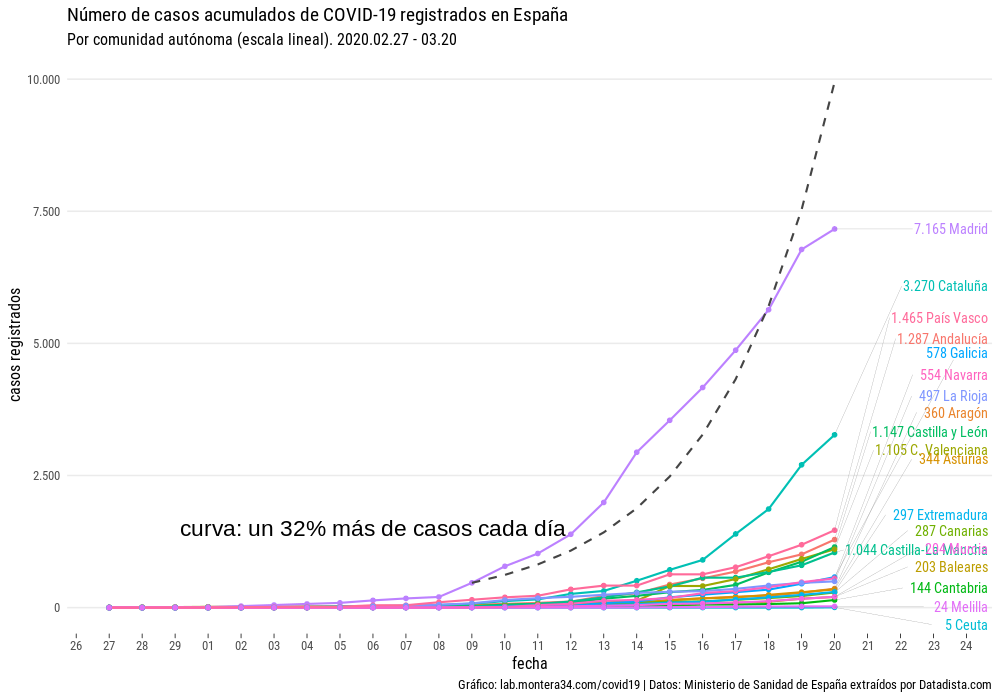 Número de casos acumulados de COVID-19 registrados en España
Por comunidad autónoma (escala lineal). 2020.02.27 - 03.20
10.000
7.500
5.000
2.500
0
casos registrados
7.165 Madrid
3.270 Cataluña
1.465 País Vasco
1.287 Andalucía
578 Galicia
554 Navarra
497 La Rioja
360 Aragón
1.147 Castilla y León
1.105 C. Valenciana
344 Asturias
297 Extremadura
287 Canarias
1.044 Castilla-La Mancha
204 Murcia
203 Baleares
144 Cantabria
24 Melilla
5 Ceuta
curva: un 32% más de casos cada día
26 27 28 29 01 02 03 04 05 06 07 08 09 10 11 12 13 14 15 16 17 18 19 20 21 22 23 24
fecha
Gráfico: lab.montera34.com/covid19 | Datos: Ministerio de Sanidad de España extraídos por Datadista.com